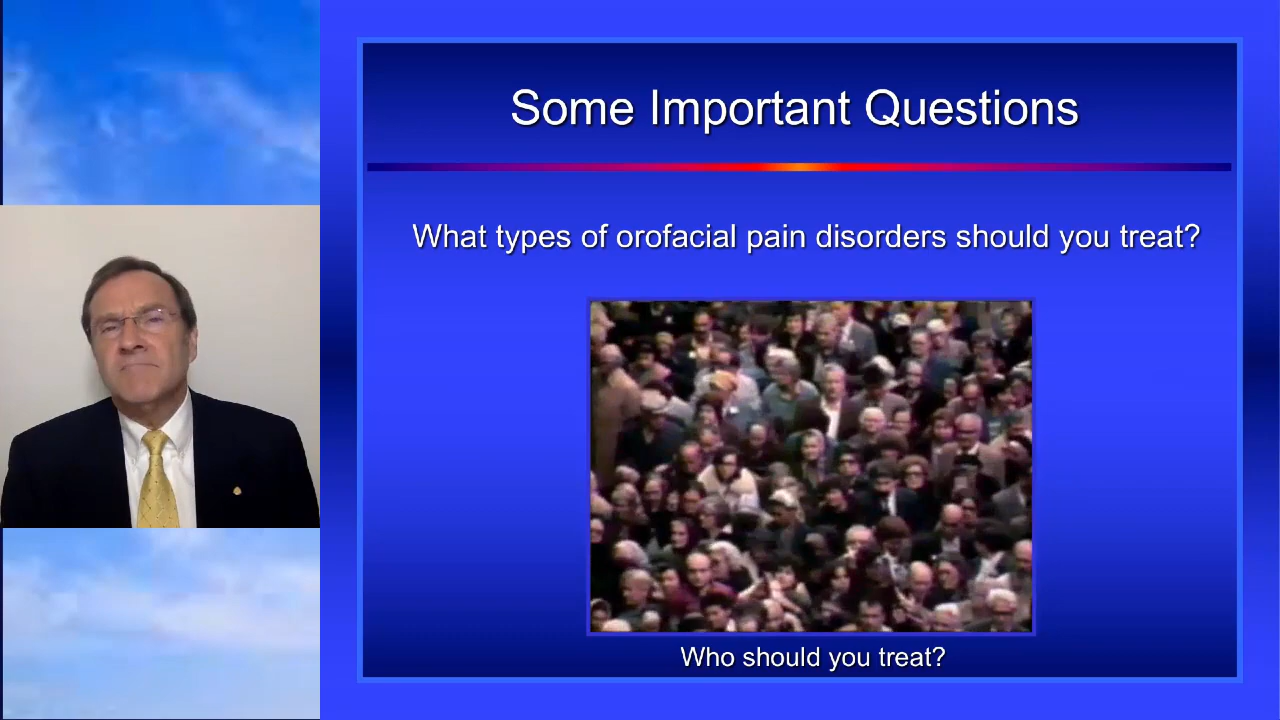 Some Important Questions
What types of orofacial pain disorders should you treat?
Who should you treat?